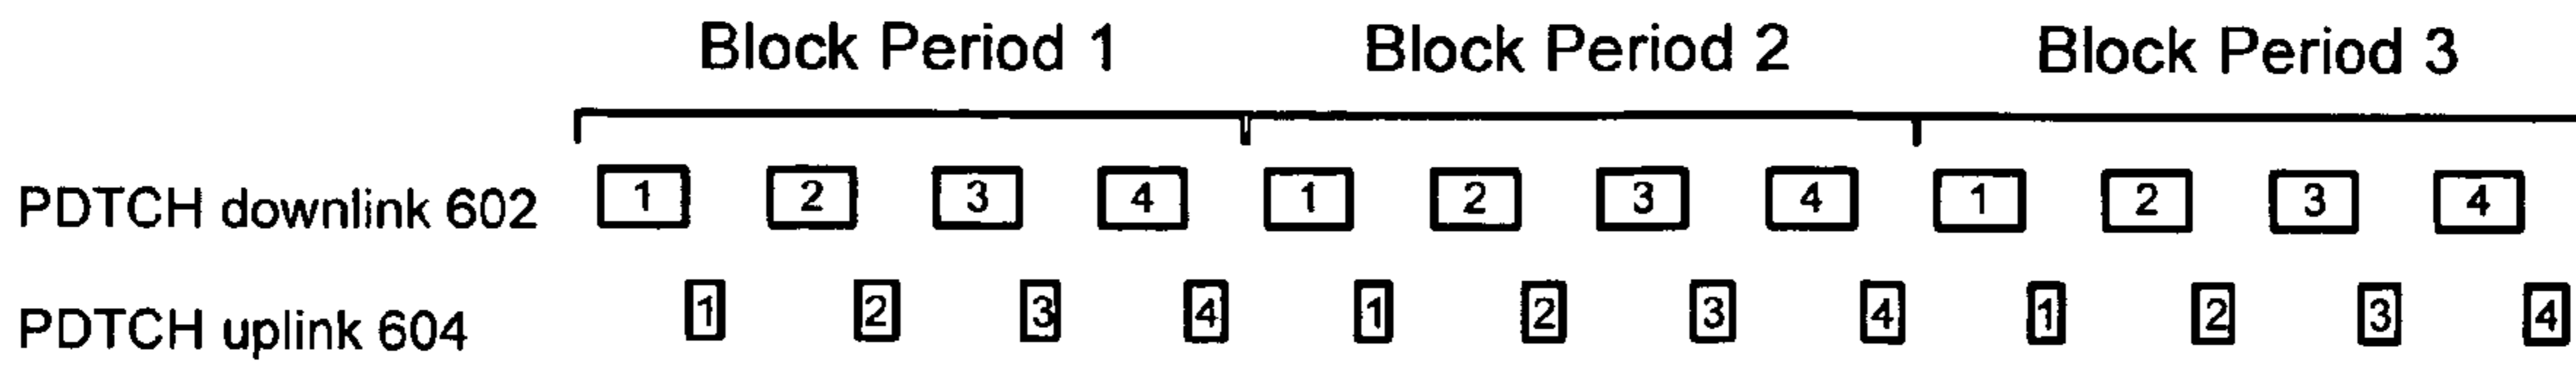 Block Period 1 Block Period 2 Block Period 3
PDTCH downlink 602 1 2 3 4 1 2 3 4 1 2 3 4
PDTCH uplink 604 1 2 3 4 1 2 3 4 1 2 3 4